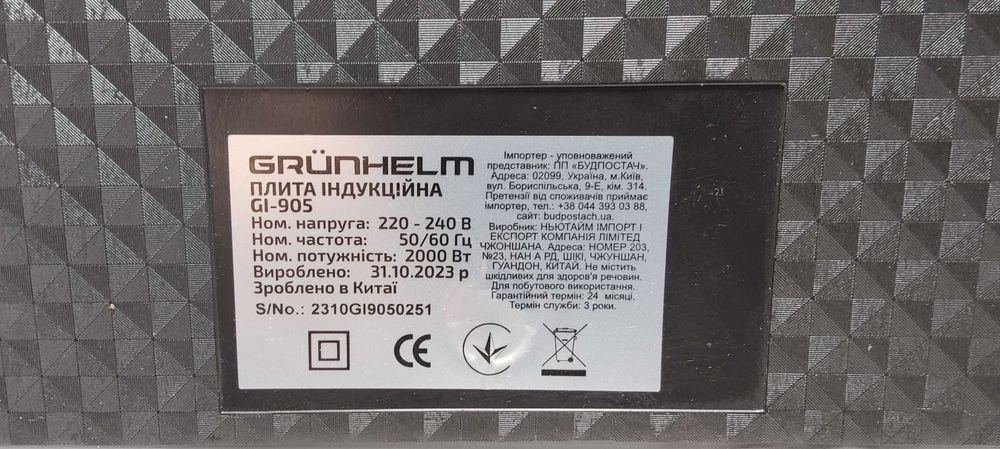 GRÜNHELM
ПЛИТА ІНДУКЦІЙНА
GI-905
Ном. напруга: 220 - 240 В
Ном. частота: 50/60 Гц
Ном. потужність: 2000 Вт
Вироблено: 31.10.2023 р
Зроблено в Китаї
S/No.: 2310GI9050251
Імпортер - уповноважений
представник: ПП «БУДПОСТАЧ».
Адреса: 02099, Україна, м.Київ,
вул. Бориспільська, 9-Е, кім. 314.
Претензії від споживачів приймає
імпортер, тел.: +38 044 393 03 88,
сайт: budpostach.ua.
Виробник: НЬЮТАЙМ ІМПОРТ І
ЕКСПОРТ КОМПАНІЯ ЛІМІТЕД
ЧЖОНШАНА. Адреса: НОМЕР 203,
№23, НАН А РД, ШІКІ, ЧЖУНШАН,
ГУАНДОН, КИТАЙ. Не містить
шкідливих для здоров'я речовин.
Для побутового використання.
Гарантійний термін: 24 місяці.
Термін служби: 3 роки.
CE